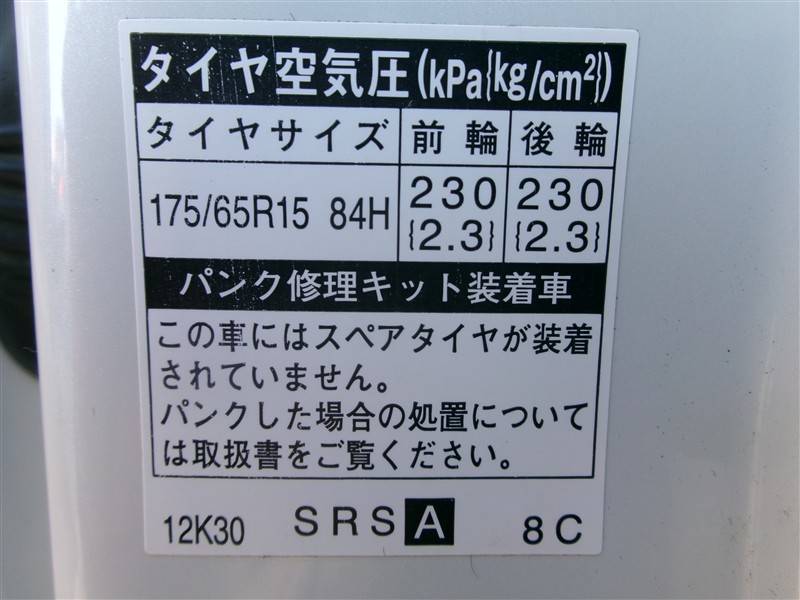 タイヤ空気圧(kPa{kg/cm²})
タイヤサイズ 前輪 後輪
175/65R15 84H 230 230
{2.3} {2.3}
パンク修理キット装着車
この車にはスペアタイヤが装着
されていません。
パンクした場合の処置について
は取扱書をご覧ください。
12K30 SRS A 8C